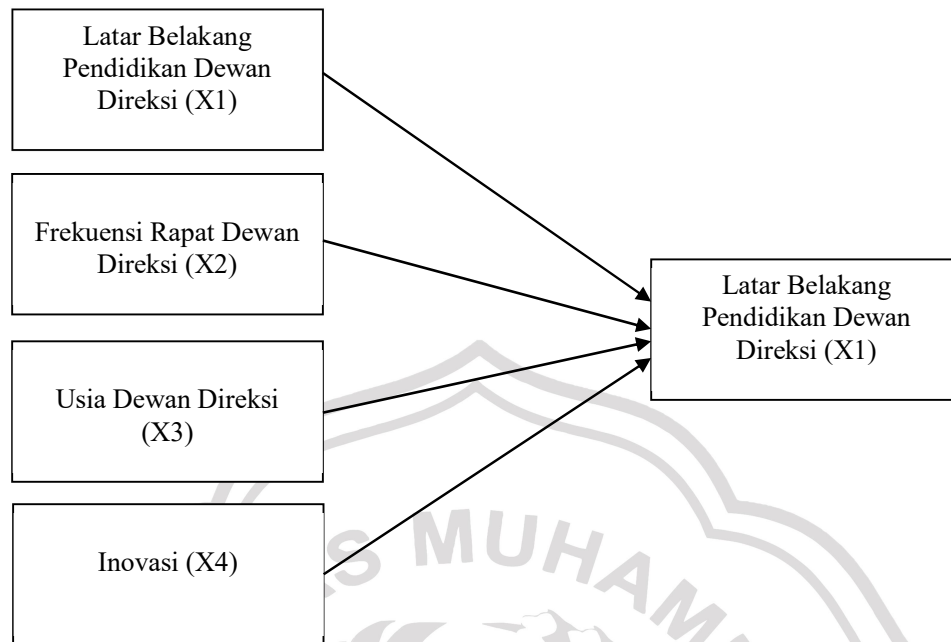 Latar Belakang
Pendidikan Dewan
Direksi (X1)
Frekuensi Rapat Dewan
Direksi (X2)
Usia Dewan Direksi
(X3)
Inovasi (X4)
Latar Belakang
Pendidikan Dewan
Direksi (X1)
AS MUHAM